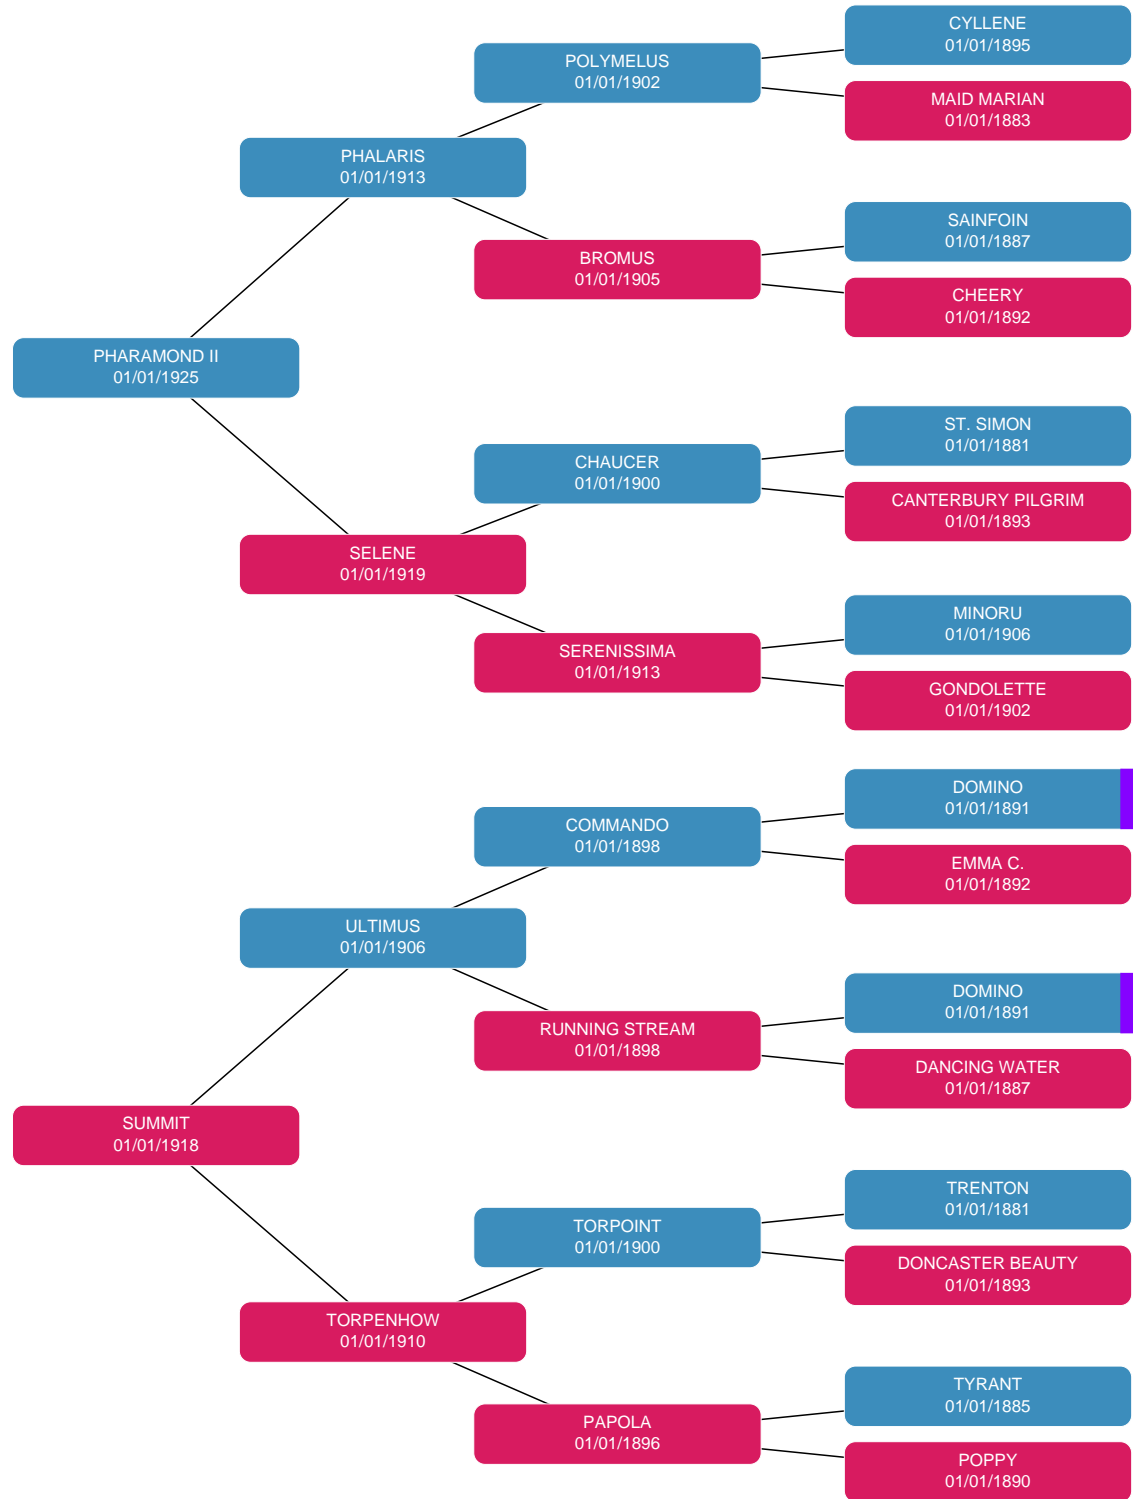 CYLLENE
01/01/1895
POLYMELUS
01/01/1902
MAID MARIAN
01/01/1883
PHALARIS
01/01/1913
SAINFOIN
01/01/1887
BROMUS
01/01/1905
CHEERY
01/01/1892
PHARAMOND II
01/01/1925
ST. SIMON
01/01/1881
CHAUCER
01/01/1900
CANTERBURY PILGRIM
01/01/1893
SELENE
01/01/1919
MINORU
01/01/1906
SERENISSIMA
01/01/1913
GONDOLETTE
01/01/1902
DOMINO
01/01/1891
COMMANDO
01/01/1898
EMMA C.
01/01/1892
ULTIMUS
01/01/1906
DOMINO
01/01/1891
RUNNING STREAM
01/01/1898
DANCING WATER
01/01/1887
SUMMIT
01/01/1918
TRENTON
01/01/1881
TORPOINT
01/01/1900
DONCASTER BEAUTY
01/01/1893
TORPENHOW
01/01/1910
TYRANT
01/01/1885
PAPOLA
01/01/1896
POPPY
01/01/1890